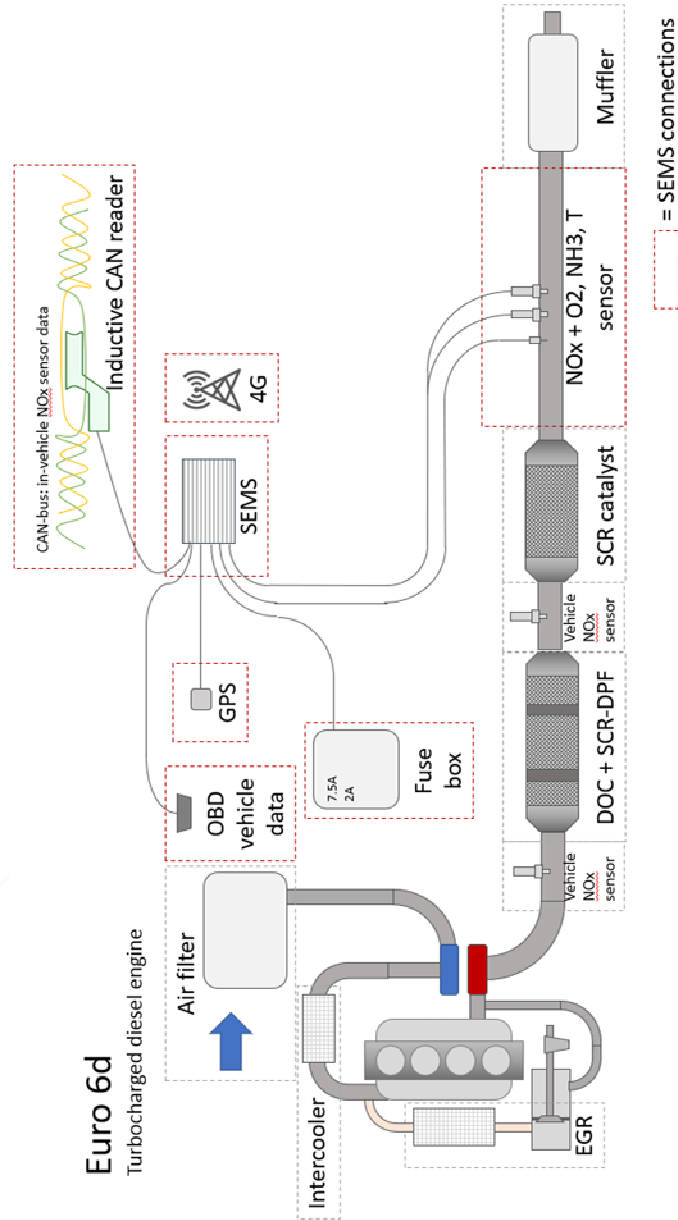 Euro 6d
Turbocharged diesel engine
CAN-bus: in-vehicle NOx sensor data
Inductive CAN reader
Air filter
OBD
vehicle
data
GPS
SEMS
4G
Intercooler
7.5A
2A
Fuse
box
EGR
Vehicle
NOx
sensor
DOC + SCR-DPF
Vehicle
NOx
sensor
SCR catalyst
NOx + O2, NH3, T
sensor
Muffler
= SEMS connections